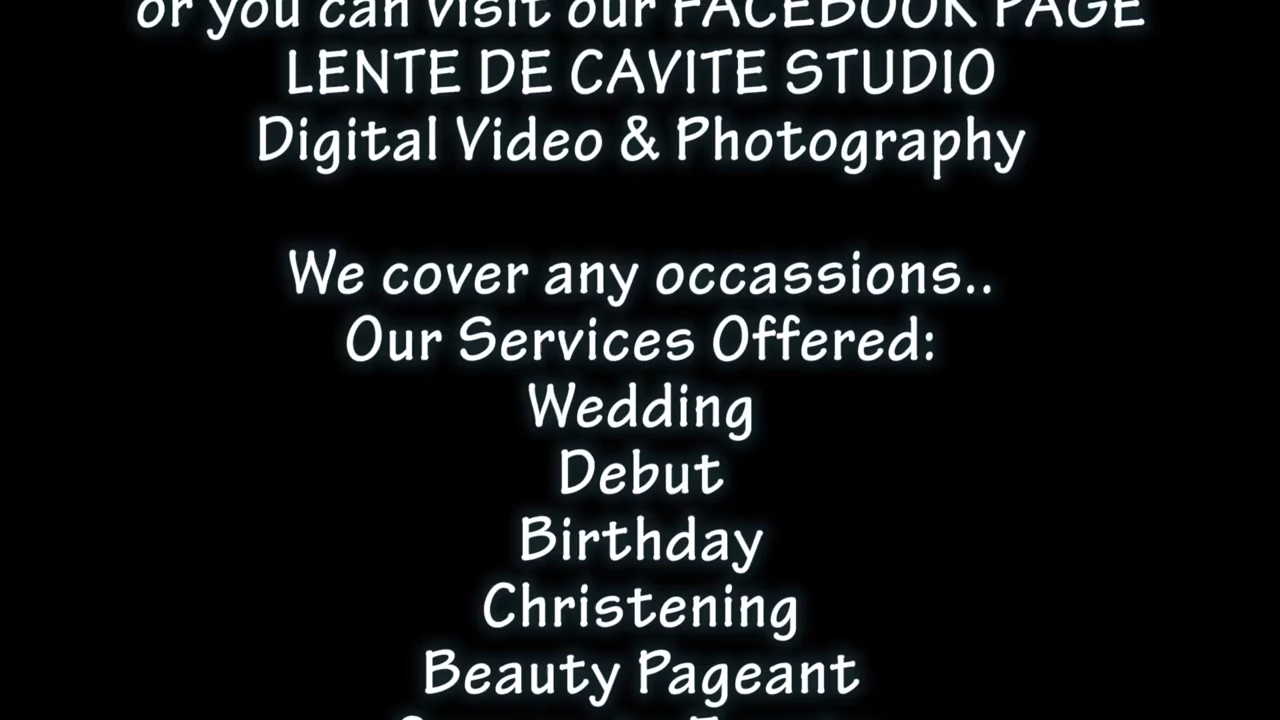 or you can visit our FACEBOOK PAGE
LENTE DE CAVITE STUDIO
Digital Video & Photography
We cover any occassions..
Our Services Offered:
Wedding
Debut
Birthday
Christening
Beauty Pageant